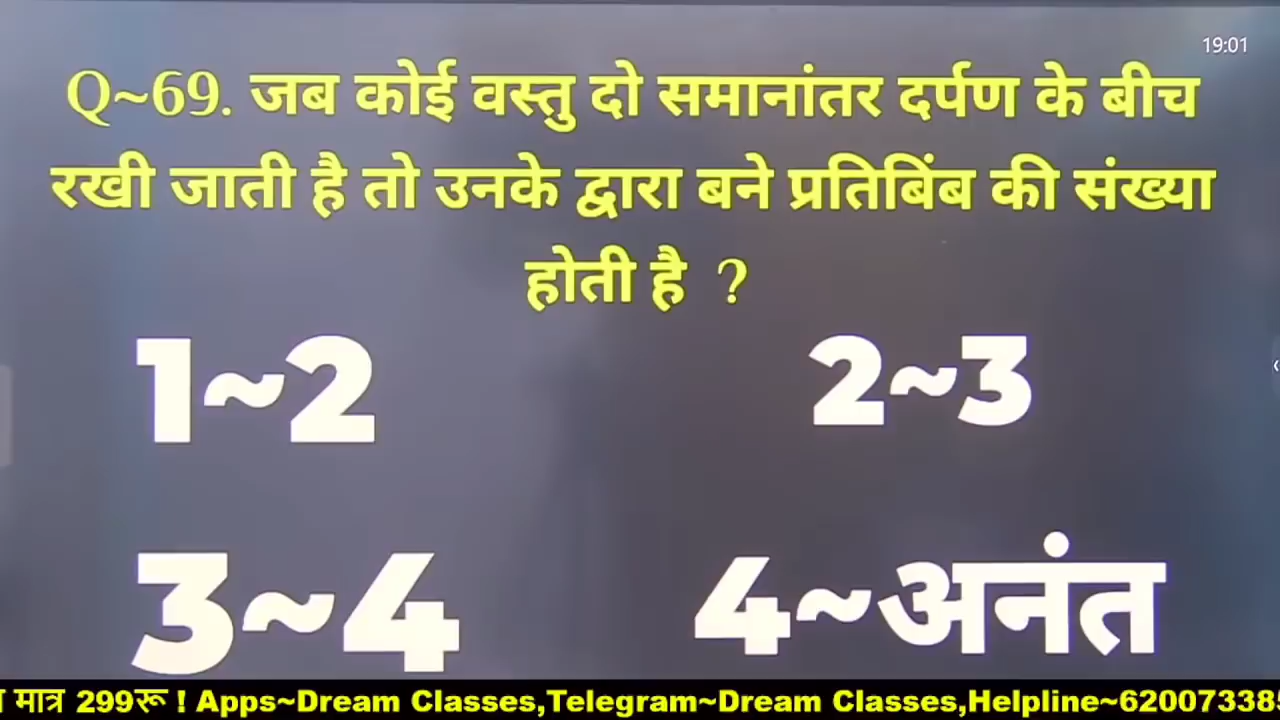 19:01
Q~69. जब कोई वस्तु दो समानांतर दर्पण के बीच
रखी जाती है तो उनके द्वारा बने प्रतिबिंब की संख्या
होती है ?
1~2
2~3
3~4
4~अनंत
मात्र 299रू ! Apps~Dream Classes,Telegram~Dream Classes,Helpline~620073385